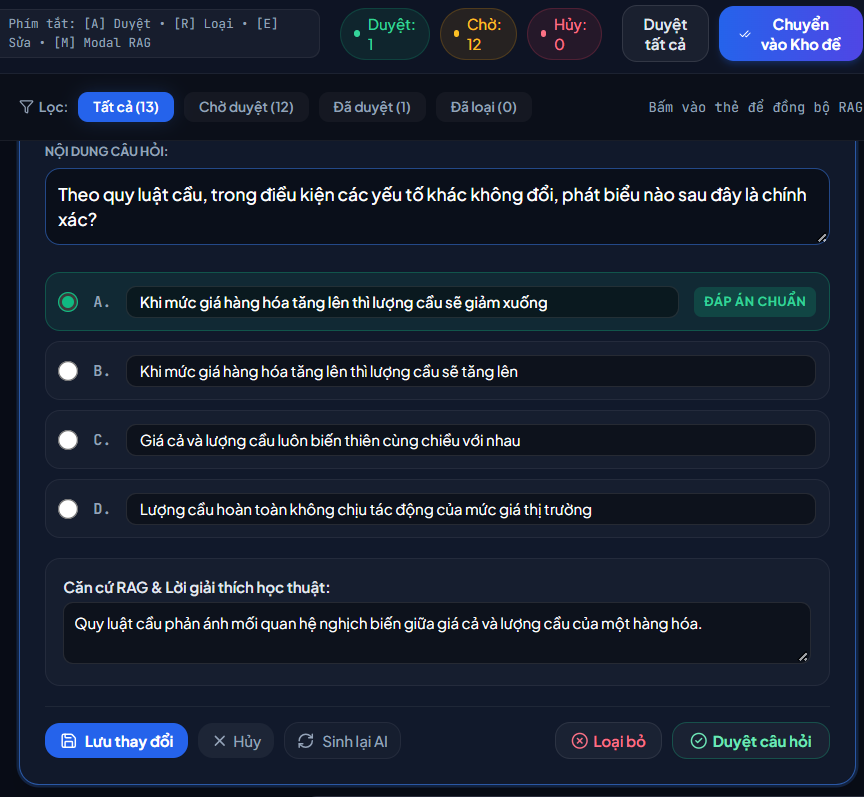 Phím tắt: [A] Duyệt • [R] Loại • [E]
Sửa • [M] Modal RAG
Duyệt:
1
Chờ:
12
Hủy:
0
Duyệt
tất cả
Chuyển
vào Kho đề
Lọc:
Tất cả (13)
Chờ duyệt (12)
Đã duyệt (1)
Đã loại (0)
Bấm vào thẻ để đồng bộ RAG
NỘI DUNG CÂU HỎI:
Theo quy luật cầu, trong điều kiện các yếu tố khác không đổi, phát biểu nào sau đây là chính
xác?
A. Khi mức giá hàng hóa tăng lên thì lượng cầu sẽ giảm xuống ĐÁP ÁN CHUẨN
B. Khi mức giá hàng hóa tăng lên thì lượng cầu sẽ tăng lên
C. Giá cả và lượng cầu luôn biến thiên cùng chiều với nhau
D. Lượng cầu hoàn toàn không chịu tác động của mức giá thị trường
Căn cứ RAG & Lời giải thích học thuật:
Quy luật cầu phản ánh mối quan hệ nghịch biến giữa giá cả và lượng cầu của một hàng hóa.
Lưu thay đổi
Hủy
Sinh lại AI
Loại bỏ
Duyệt câu hỏi